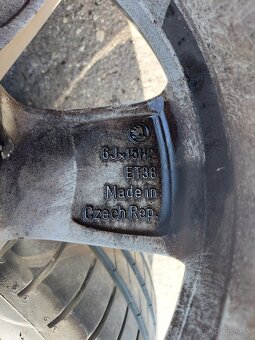 6J×15H2
ET38
Made in
Czech Rep.